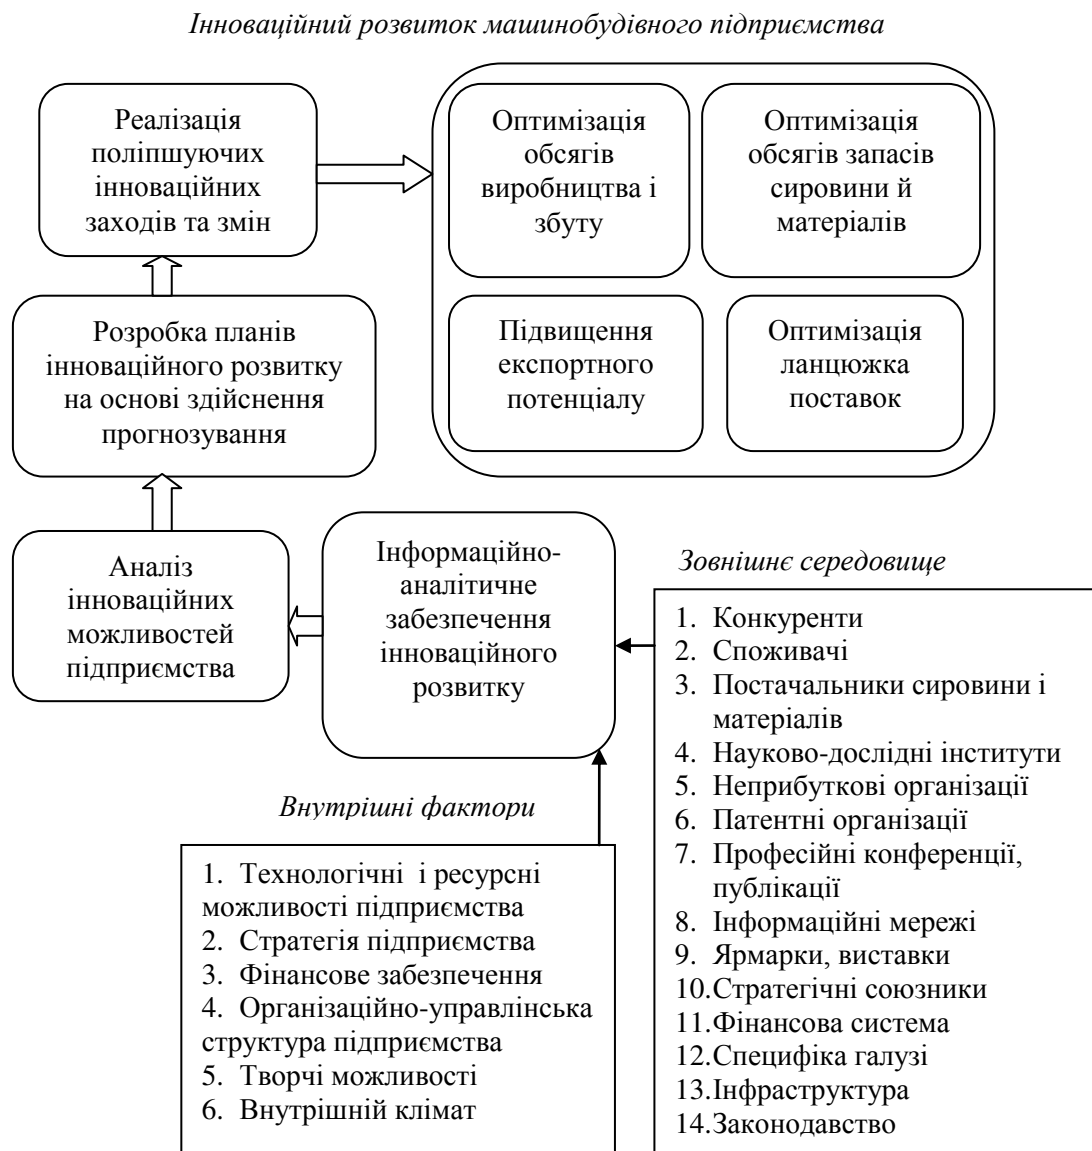 Інноваційний розвиток машинобудівного підприємства
Реалізація
поліпшуючих
інноваційних
заходів та змін
Оптимізація
обсягів
виробництва і
збуту
Оптимізація
обсягів запасів
сировини й
матеріалів
Розробка планів
інноваційного розвитку
на основі здійснення
прогнозування
Підвищення
експортного
потенціалу
Оптимізація
ланцюжка
поставок
Аналіз
інноваційних
можливостей
підприємства
Інформаційно-
аналітичне
забезпечення
інноваційного
розвитку
Зовнішнє середовище
1. Конкуренти
2. Споживачі
3. Постачальники сировини і
матеріалів
4. Науково-дослідні інститути
5. Неприбуткові організації
6. Патентні організації
7. Професійні конференції,
публікації
8. Інформаційні мережі
9. Ярмарки, виставки
10.Стратегічні союзники
11.Фінансова система
12.Специфіка галузі
13.Інфраструктура
14.Законодавство
Внутрішні фактори
1. Технологічні і ресурсні
можливості підприємства
2. Стратегія підприємства
3. Фінансове забезпечення
4. Організаційно-управлінська
структура підприємства
5. Творчі можливості
6. Внутрішній клімат